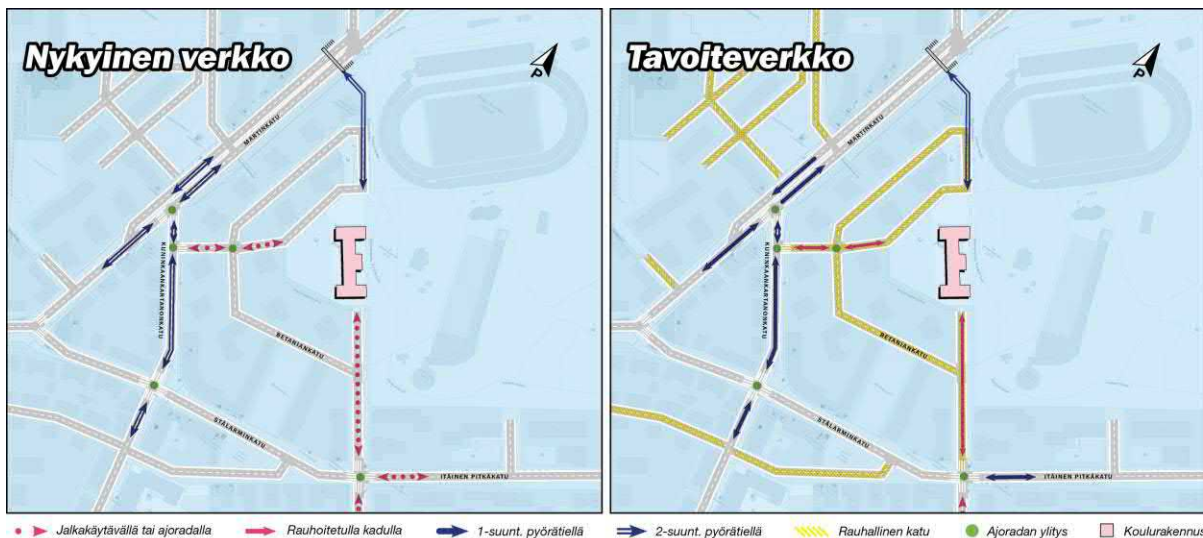 Nykyinen verkko
P
MARTINKATU
KUNINKAANKARTANONKATU
BETANIANKATU
STÅLARMINKATU
ITÄINEN PITKÄKATU
Tavoiteverkko
P
MARTINKATU
KUNINKAANKARTANONKATU
BETANIANKATU
STÅLARMINKATU
ITÄINEN PITKÄKATU
Jalkakäytävällä tai ajoradalla
Rauhoitetulla kadulla
1-suunt. pyörätiellä
2-suunt. pyörätiellä
Rauhallinen katu
Ajoradan ylitys
Koulurakennus